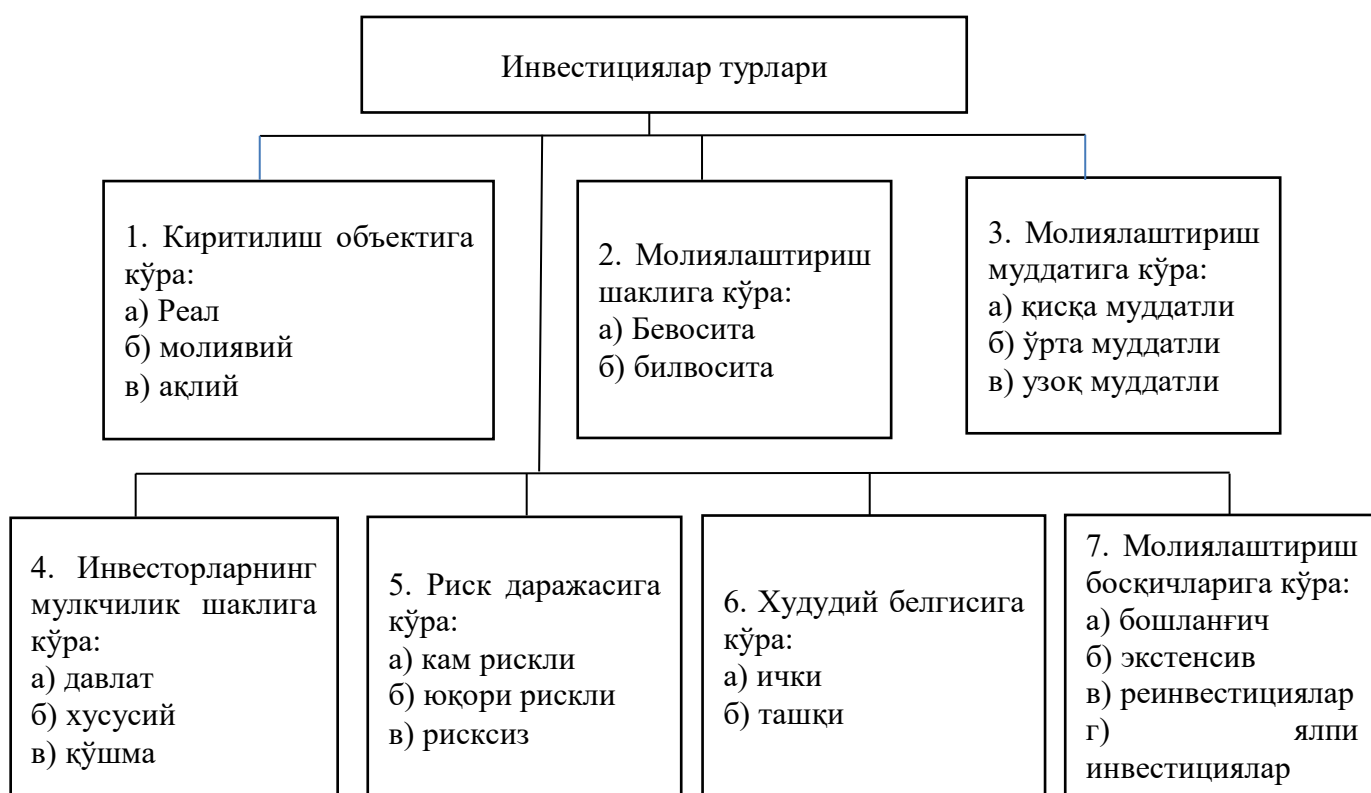 Инвестициялар турлари
1. Киритилиш объектига
кўра:
а) Реал
б) молиявий
в) ақлий
2. Молиялаштириш
шаклига кўра:
а) Бевосита
б) билвосита
3. Молиялаштириш
муддатига кўра:
а) қисқа муддатли
б) ўрта муддатли
в) узоқ муддатли
4. Инвесторларнинг
мулкчилик шаклига
кўра:
а) давлат
б) хусусий
в) қўшма
5. Риск даражасига
кўра:
а) кам рискли
б) юқори рискли
в) рисксиз
6. Худудий белгисига
кўра:
а) ички
б) ташқи
7. Молиялаштириш
босқичларига кўра:
а) бошланғич
б) экстенсив
в) реинвестициялар
г) ялпи
инвестициялар